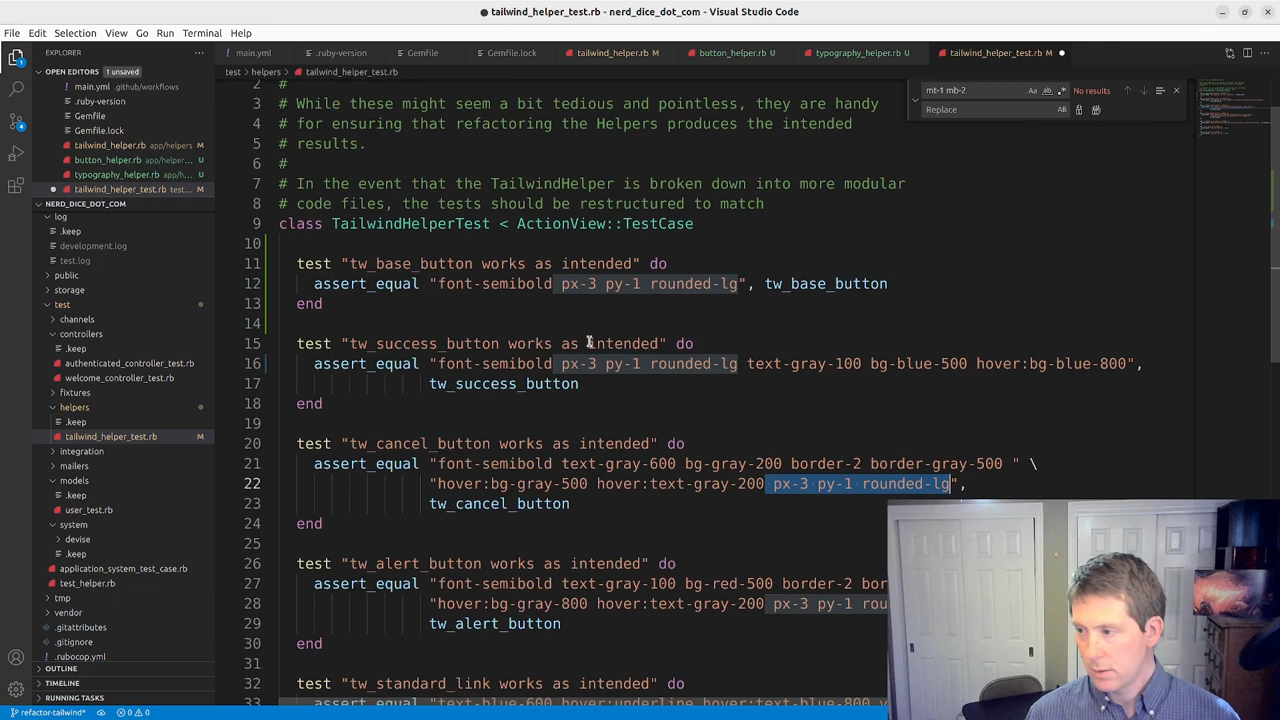 tailwind_helper_test.rb - nerd_dice_dot_com - Visual Studio Code
File Edit Selection View Go Run Terminal Help
EXPLORER
main.yml .ruby-version Gemfile Gemfile.lock tailwind_helper.rb M button_helper.rb U typography_helper.rb U tailwind_helper_test.rb M
test helpers tailwind_helper_test.rb
OPEN EDITORS 1 unsaved
main.yml .github/workflows
.ruby-version
Gemfile
Gemfile.lock
tailwind_helper.rb app/helpers M
button_helper.rb app/he... U
typography_helper.rb app... U
tailwind_helper_test.rb test... M
NERD_DICE_DOT_COM
log
.keep
development.log
test.log
public
storage
test
channels
controllers
.keep
authenticated_controller_test.rb
welcome_controller_test.rb
fixtures
helpers
.keep
tailwind_helper_test.rb M
integration
mailers
models
.keep
user_test.rb
system
devise
.keep
application_system_test_case.rb
test_helper.rb
tmp
vendor
.gitattributes
.gitignore
.rubocop.yml
OUTLINE
TIMELINE
RUNNING TASKS
mt-1 mb-2 Aa ab .* No results
Replace AB
2 #
3 # While these might seem a bit tedious and pointless, they are handy
4 # for ensuring that refactfring the Helpers produces the intended
5 # results.
6 #
7 # In the event that the TailwindHelper is broken down into more modular
8 # code files, the tests should be restructured to match
9 class TailwindHelperTest < ActionView::TestCase
10
11 test "tw_base_button works as intended" do
12 assert_equal "font-semibold px-3 py-1 rounded-lg", tw_base_button
13 end
14
15 test "tw_success_button works as intended" do
16 assert_equal "font-semibold px-3 py-1 rounded-lg text-gray-100 bg-blue-500 hover:bg-blue-800",
17 tw_success_button
18 end
19
20 test "tw_cancel_button works as intended" do
21 assert_equal "font-semibold text-gray-600 bg-gray-200 border-2 border-gray-500 " \
22 "hover:bg-gray-500 hover:text-gray-200 px-3 py-1 rounded-lg",
23 tw_cancel_button
24 end
25
26 test "tw_alert_button works as intended" do
27 assert_equal "font-semibold text-gray-100 bg-red-500 border-2 bor
28 "hover:bg-gray-800 hover:text-gray-200 px-3 py-1 rou
29 tw_alert_button
30 end
31
32 test "tw_standard_link works as intended" do
33
refactor-tailwind* 0 0